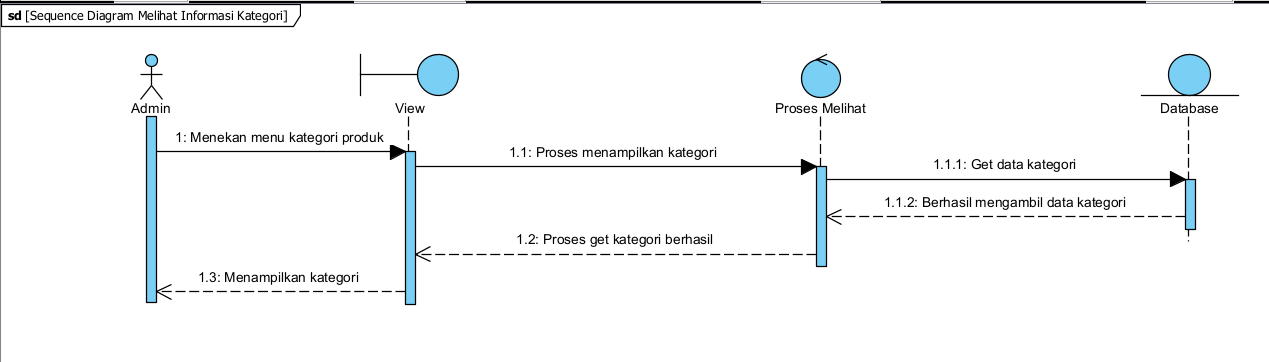 sd [Sequence Diagram Melihat Informasi Kategori]
Admin
View
Proses Melihat
Database
1: Menekan menu kategori produk
1.1: Proses menampilkan kategori
1.1.1: Get data kategori
1.1.2: Berhasil mengambil data kategori
1.2: Proses get kategori berhasil
1.3: Menampilkan kategori